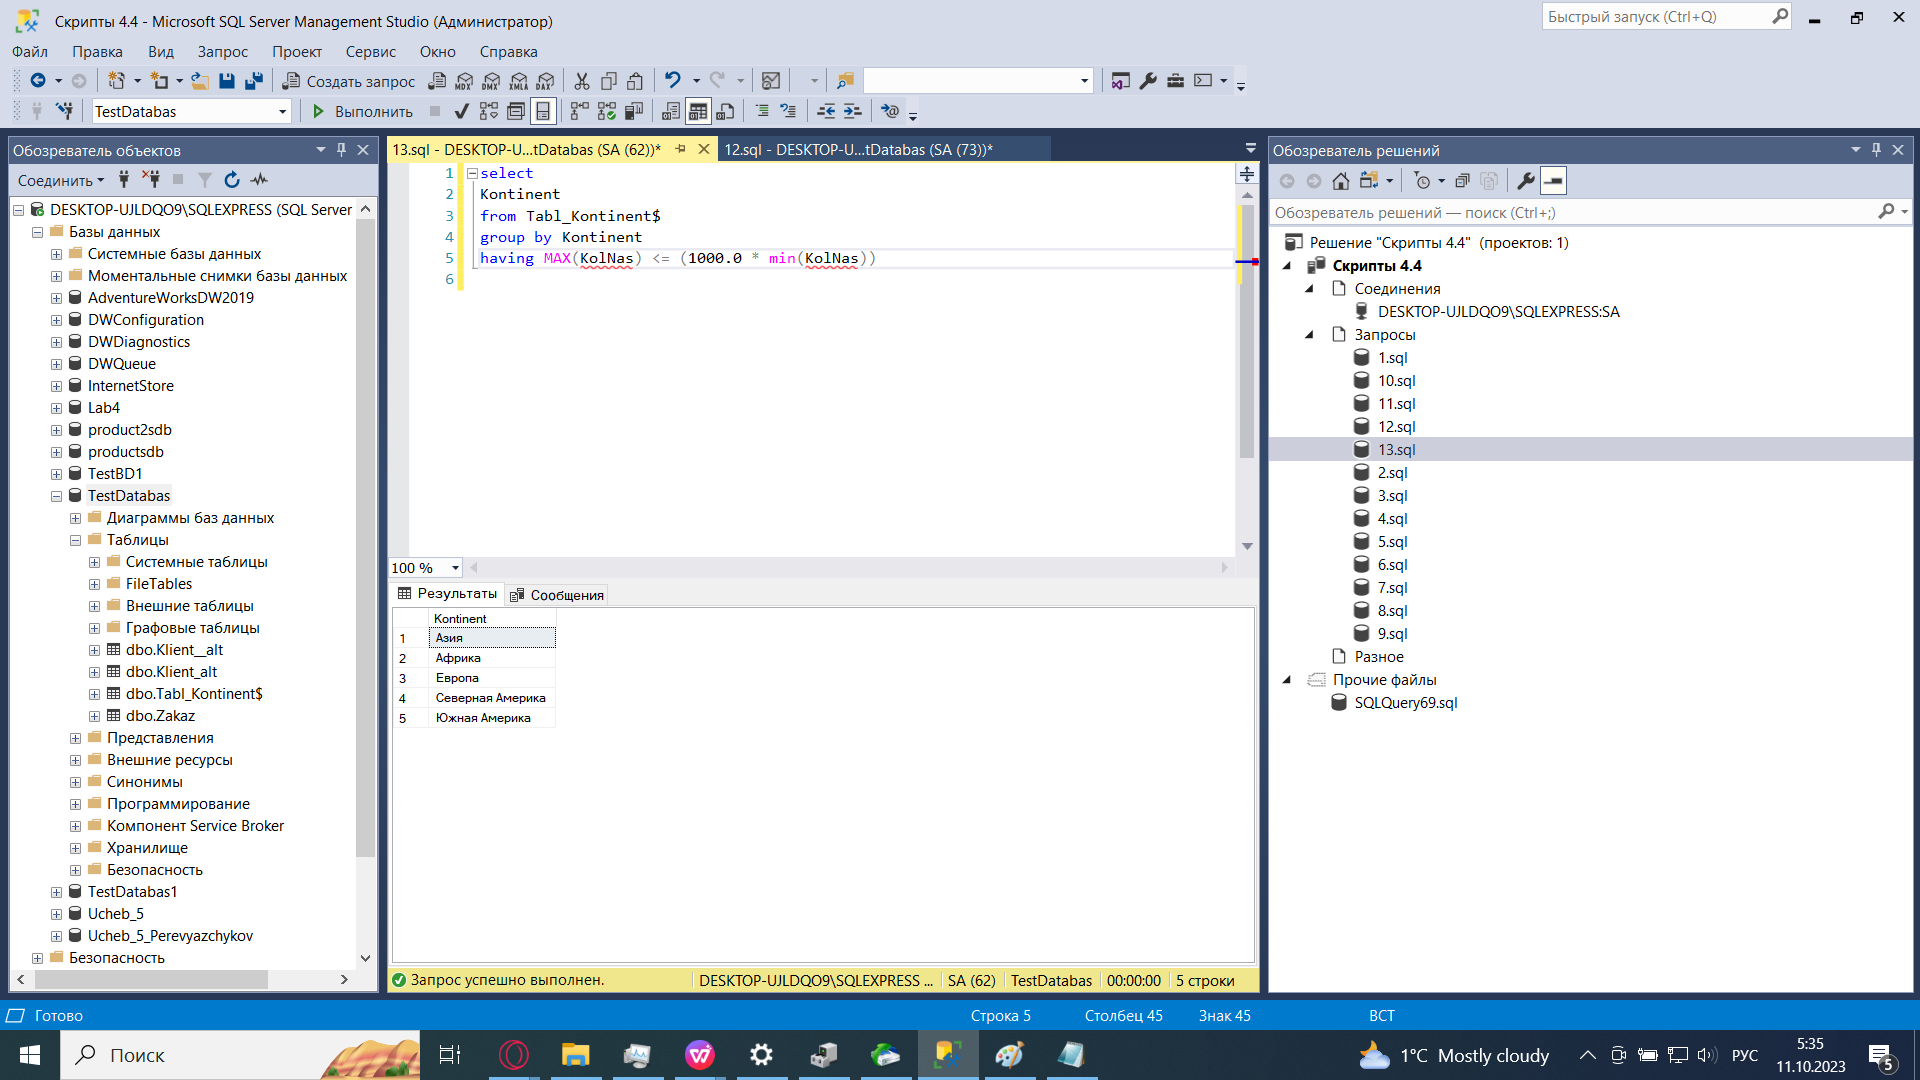 Скрипты 4.4 - Microsoft SQL Server Management Studio (Администратор)
Быстрый запуск (Ctrl+Q)
Файл Правка Вид Запрос Проект Сервис Окно Справка
Создать запрос
MDX DMX XMLA DAX
TestDatabas
Выполнить
Обозреватель объектов
Соединить
DESKTOP-UJLDQO9\SQLEXPRESS (SQL Server
Базы данных
Системные базы данных
Моментальные снимки базы данных
AdventureWorksDW2019
DWConfiguration
DWDiagnostics
DWQueue
InternetStore
Lab4
product2sdb
productsdb
TestBD1
TestDatabas
Диаграммы баз данных
Таблицы
Системные таблицы
FileTables
Внешние таблицы
Графовые таблицы
dbo.Klient__alt
dbo.Klient_alt
dbo.Tabl_Kontinent$
dbo.Zakaz
Представления
Внешние ресурсы
Синонимы
Программирование
Компонент Service Broker
Хранилище
Безопасность
TestDatabas1
Ucheb_5
Ucheb_5_Perevyazchykov
Безопасность
13.sql - DESKTOP-U...tDatabas (SA (62))*
12.sql - DESKTOP-U...tDatabas (SA (73))*
1 select
2 Kontinent
3 from Tabl_Kontinent$
4 group by Kontinent
5 having MAX(KolNas) <= (1000.0 * min(KolNas))
6
100 %
Результаты
Сообщения
Kontinent
1 Азия
2 Африка
3 Европа
4 Северная Америка
5 Южная Америка
Запрос успешно выполнен.
DESKTOP-UJLDQO9\SQLEXPRESS ...
SA (62)
TestDatabas
00:00:00
5 строки
Обозреватель решений
Обозреватель решений — поиск (Ctrl+;)
Решение "Скрипты 4.4" (проектов: 1)
Скрипты 4.4
Соединения
DESKTOP-UJLDQO9\SQLEXPRESS:SA
Запросы
1.sql
10.sql
11.sql
12.sql
13.sql
2.sql
3.sql
4.sql
5.sql
6.sql
7.sql
8.sql
9.sql
Разное
Прочие файлы
SQLQuery69.sql
Готово
Строка 5
Столбец 45
Знак 45
ВСТ
Поиск
1°C Mostly cloudy
РУС
5:35
11.10.2023
5